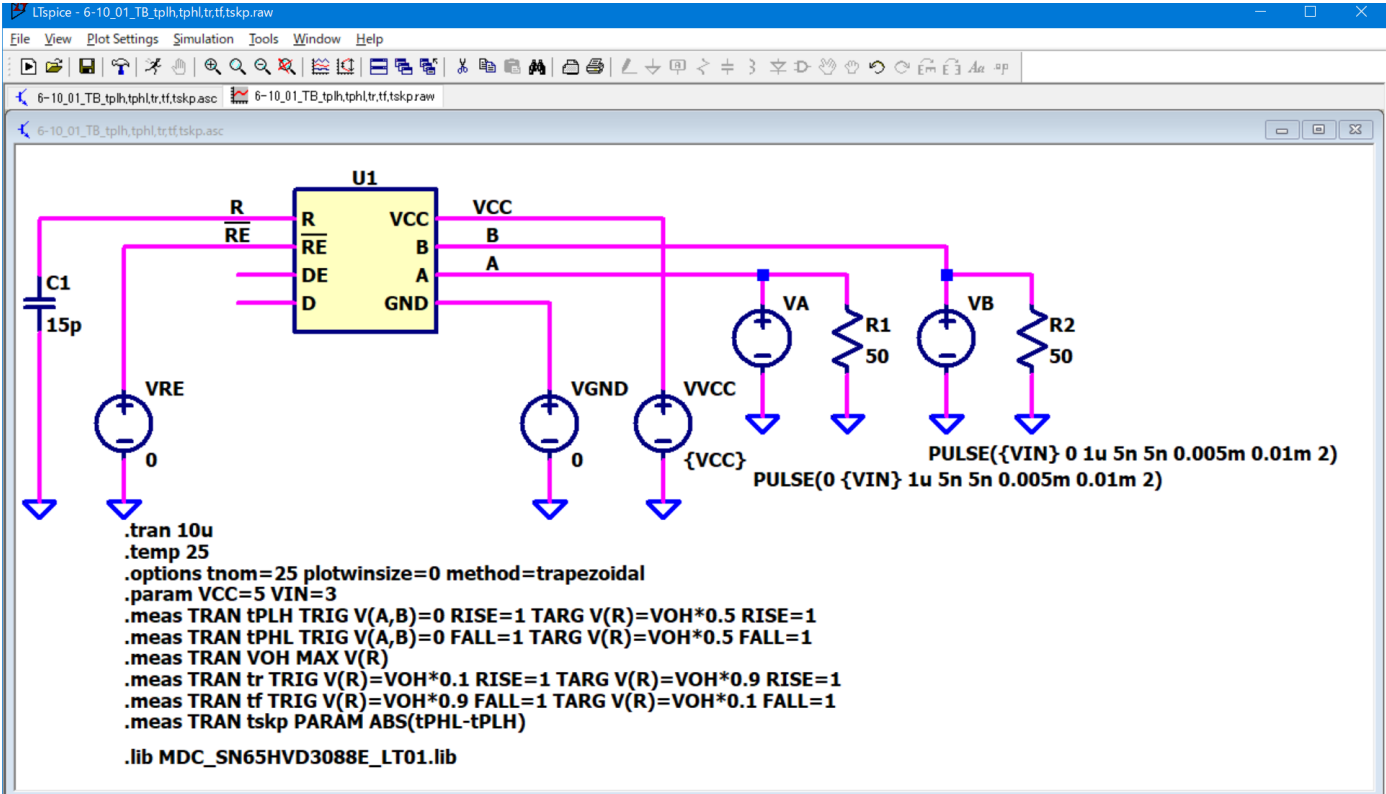 LTspice - 6-10_01_TB_tplh,tphl,tr,tf,tskp.raw
File View Plot Settings Simulation Tools Window Help
6-10_01_TB_tplh,tphl,tr,tf,tskp.asc 6-10_01_TB_tplh,tphl,tr,tf,tskp.raw
6-10_01_TB_tplh,tphl,tr,tf,tskp.asc
U1
R
RE
R
RE
DE
D
VCC
B
A
GND
VCC
B
A
C1
15p
VRE
0
VGND
0
VVCC
{VCC}
VA
R1
50
VB
R2
50
PULSE({VIN} 0 1u 5n 5n 0.005m 0.01m 2)
PULSE(0 {VIN} 1u 5n 5n 0.005m 0.01m 2)
.tran 10u
.temp 25
.options tnom=25 plotwinsize=0 method=trapezoidal
.param VCC=5 VIN=3
.meas TRAN tPLH TRIG V(A,B)=0 RISE=1 TARG V(R)=VOH*0.5 RISE=1
.meas TRAN tPHL TRIG V(A,B)=0 FALL=1 TARG V(R)=VOH*0.5 FALL=1
.meas TRAN VOH MAX V(R)
.meas TRAN tr TRIG V(R)=VOH*0.1 RISE=1 TARG V(R)=VOH*0.9 RISE=1
.meas TRAN tf TRIG V(R)=VOH*0.9 FALL=1 TARG V(R)=VOH*0.1 FALL=1
.meas TRAN tskp PARAM ABS(tPHL-tPLH)
.lib MDC_SN65HVD3088E_LT01.lib